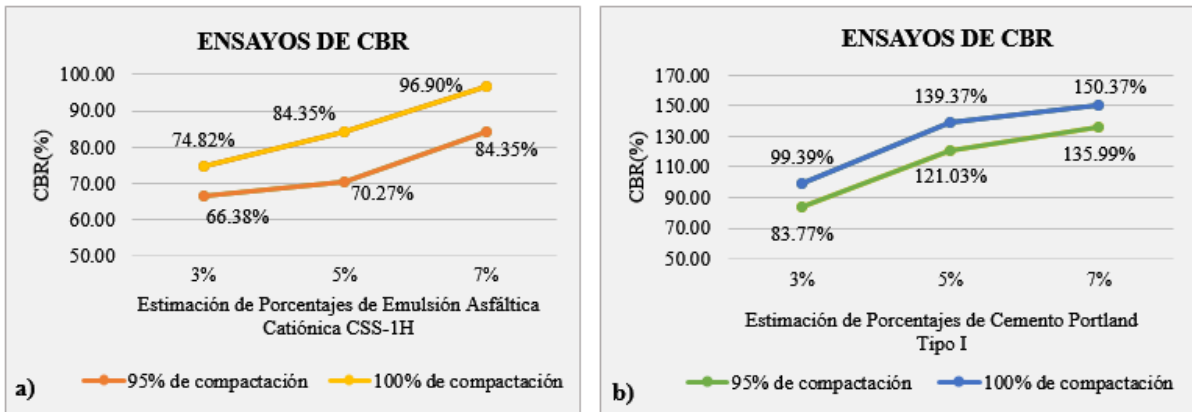 ENSAYOS DE CBR
100.00
90.00
80.00
70.00
60.00
50.00
CBR(%)
74.82%
84.35%
96.90%
66.38%
70.27%
84.35%
3%
5%
7%
Estimación de Porcentajes de Emulsión Asfáltica
Catiónica CSS-1H
a)
95% de compactación
100% de compactación
ENSAYOS DE CBR
170.00
150.00
130.00
110.00
90.00
70.00
50.00
CBR(%)
99.39%
139.37%
150.37%
83.77%
121.03%
135.99%
3%
5%
7%
Estimación de Porcentajes de Cemento Portland
Tipo I
b)
95% de compactación
100% de compactación